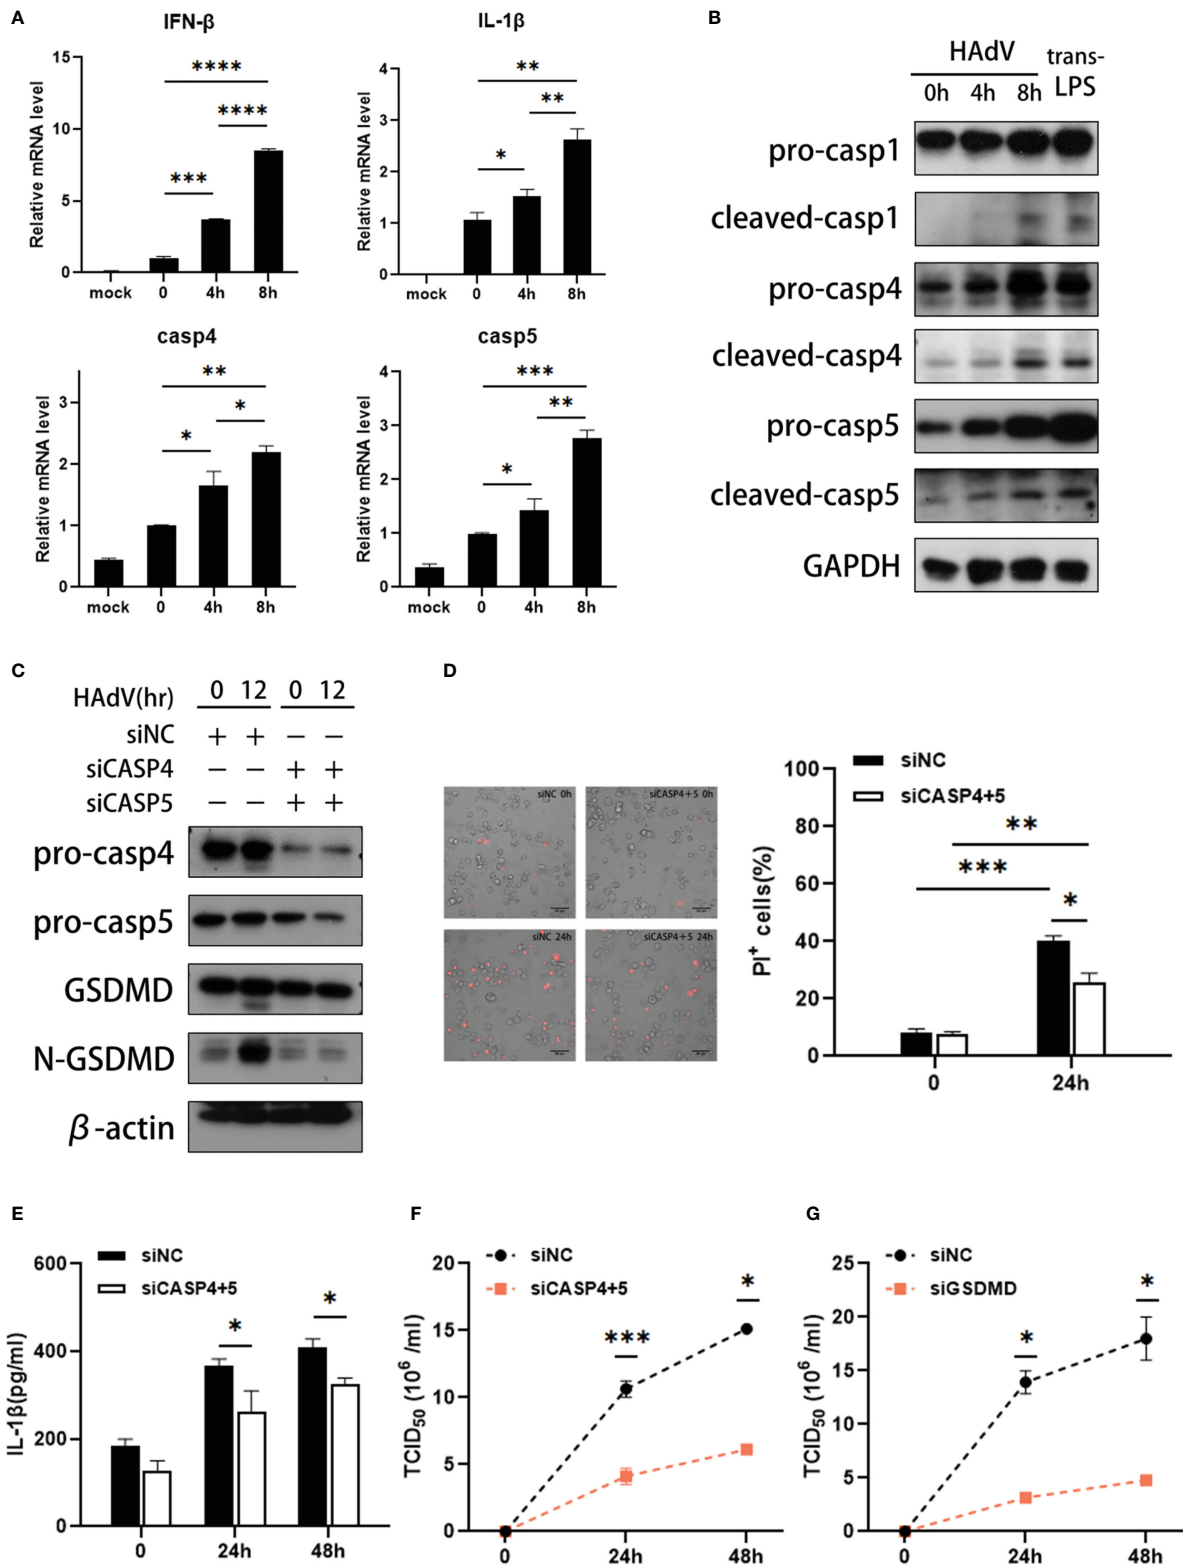 A
IFN-β
Relative mRNA level
15
10
5
0
****
****
***
mock 0 4h 8h
IL-1β
Relative mRNA level
4
3
2
1
0
**
**
*
mock 0 4h 8h
casp4
Relative mRNA level
3
2
1
0
**
*
*
mock 0 4h 8h
casp5
Relative mRNA level
4
3
2
1
0
***
**
*
mock 0 4h 8h
B
HAdV trans-
0h 4h 8h LPS
pro-casp1
cleaved-casp1
pro-casp4
cleaved-casp4
pro-casp5
cleaved-casp5
GAPDH
C
HAdV(hr) 0 12 0 12
siNC + + − −
siCASP4 − − + +
siCASP5 − − + +
pro-casp4
pro-casp5
GSDMD
N-GSDMD
β-actin
D
siNC 0h
siCASP4+5 0h
siNC 24h
siCASP4+5 24h
siNC
siCASP4+5
PI+ cells(%)
100
80
60
40
20
0
**
***
*
0 24h
E
siNC
siCASP4+5
IL-1β(pg/ml)
600
400
200
0
*
*
0 24h 48h
F
siNC
siCASP4+5
TCID50 (10^6 /ml)
20
15
10
5
0
***
*
0 24h 48h
G
siNC
siGSDMD
TCID50 (10^6 /ml)
25
20
15
10
5
0
*
*
0 24h 48h